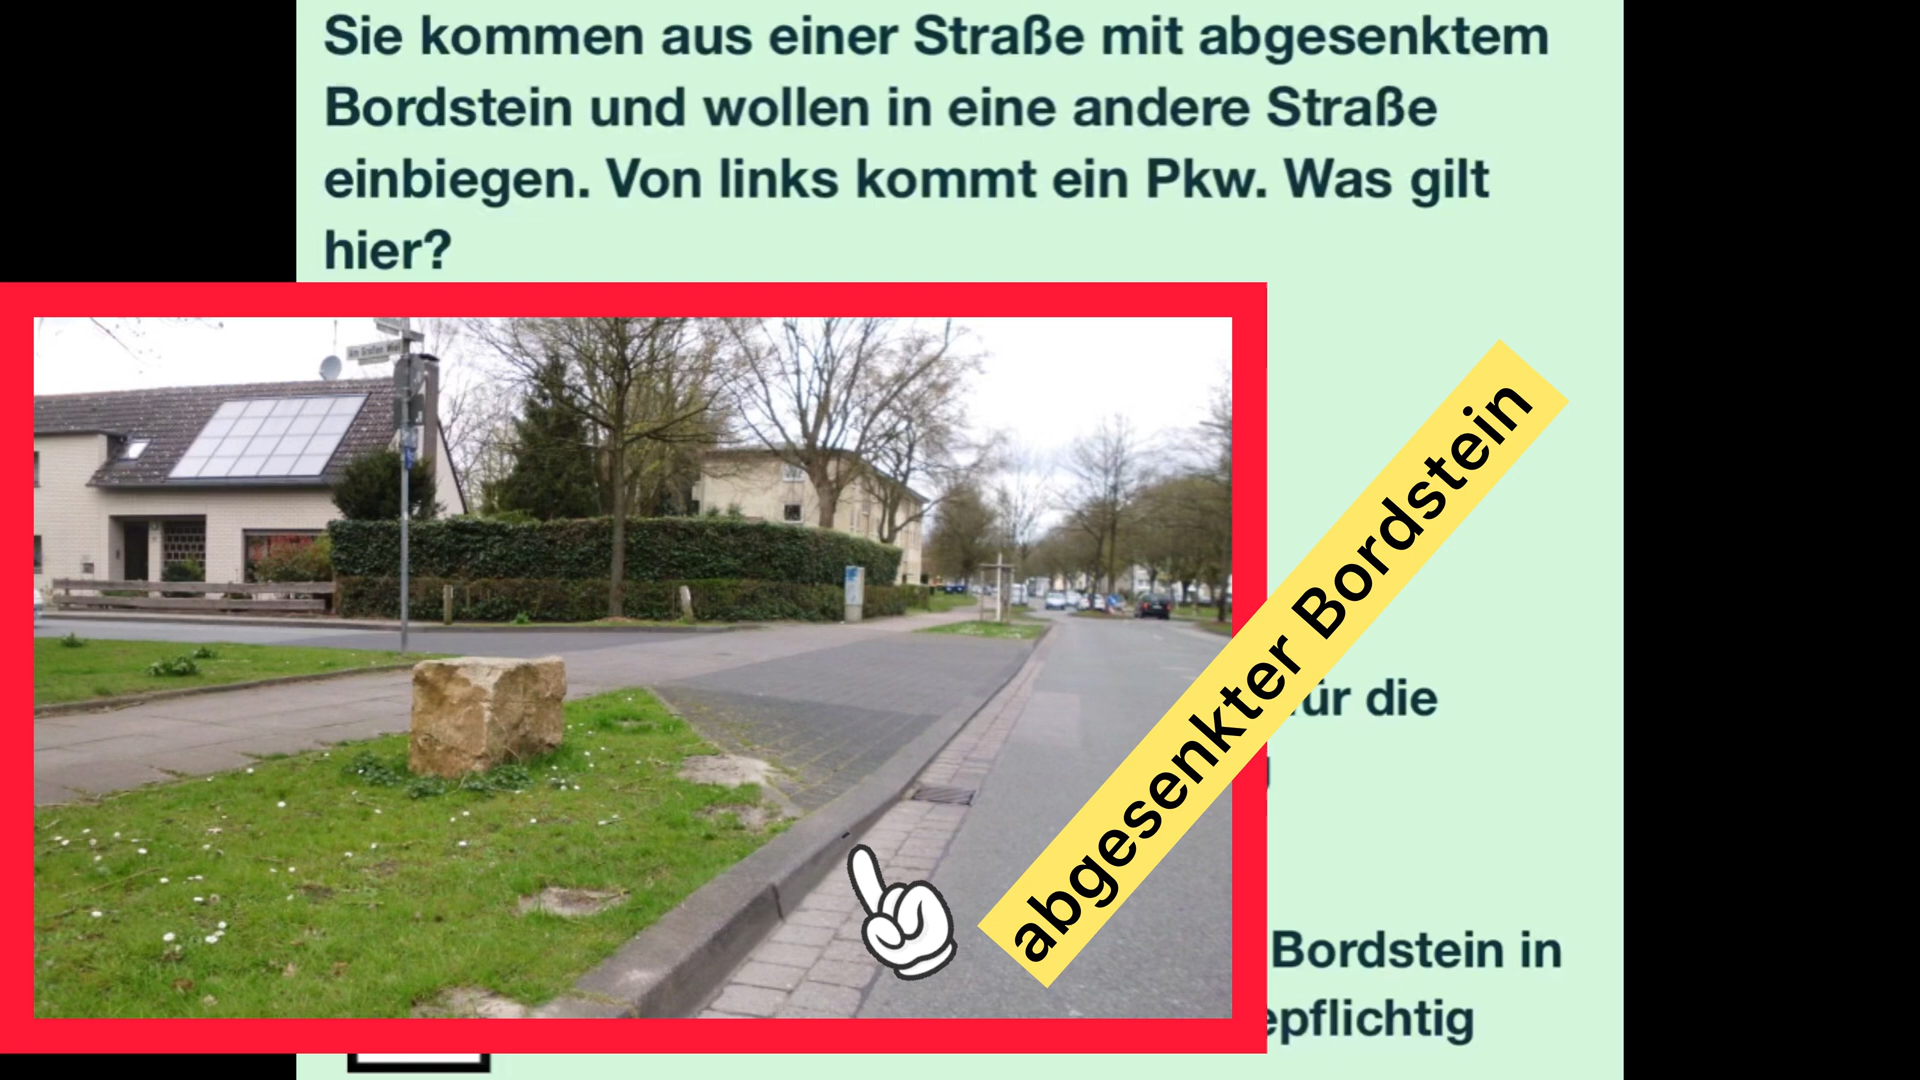 Sie kommen aus einer Straße mit abgesenktem
Bordstein und wollen in eine andere Straße
einbiegen. Von links kommt ein Pkw. Was gilt
hier?
abgesenkter Bordstein
für die
Bordstein in
epflichtig